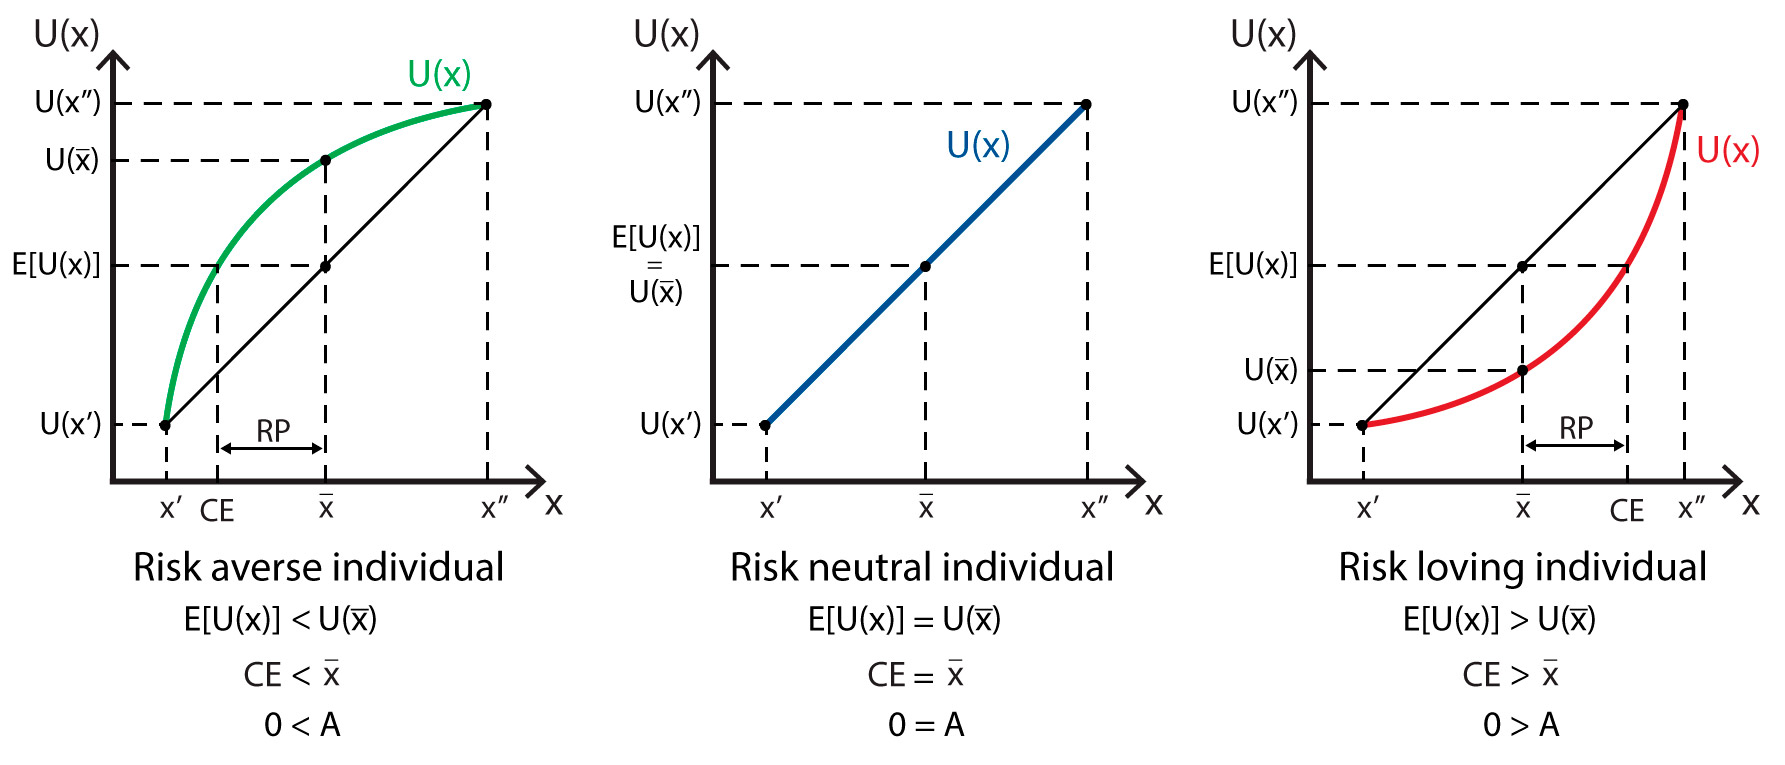 U(x)
U(x)
U(x″)
U(x̅)
E[U(x)]
U(x′)
RP
x′ CE x̅ x″ x
Risk averse individual
E[U(x)] < U(x̅)
CE < x̅
0 < A
U(x)
U(x″)
U(x)
E[U(x)]
=
U(x̅)
U(x′)
x′ x̅ x″ x
Risk neutral individual
E[U(x)] = U(x̅)
CE = x̅
0 = A
U(x)
U(x″)
U(x)
E[U(x)]
U(x̅)
U(x′)
RP
x′ x̅ CE x″ x
Risk loving individual
E[U(x)] > U(x̅)
CE > x̅
0 > A